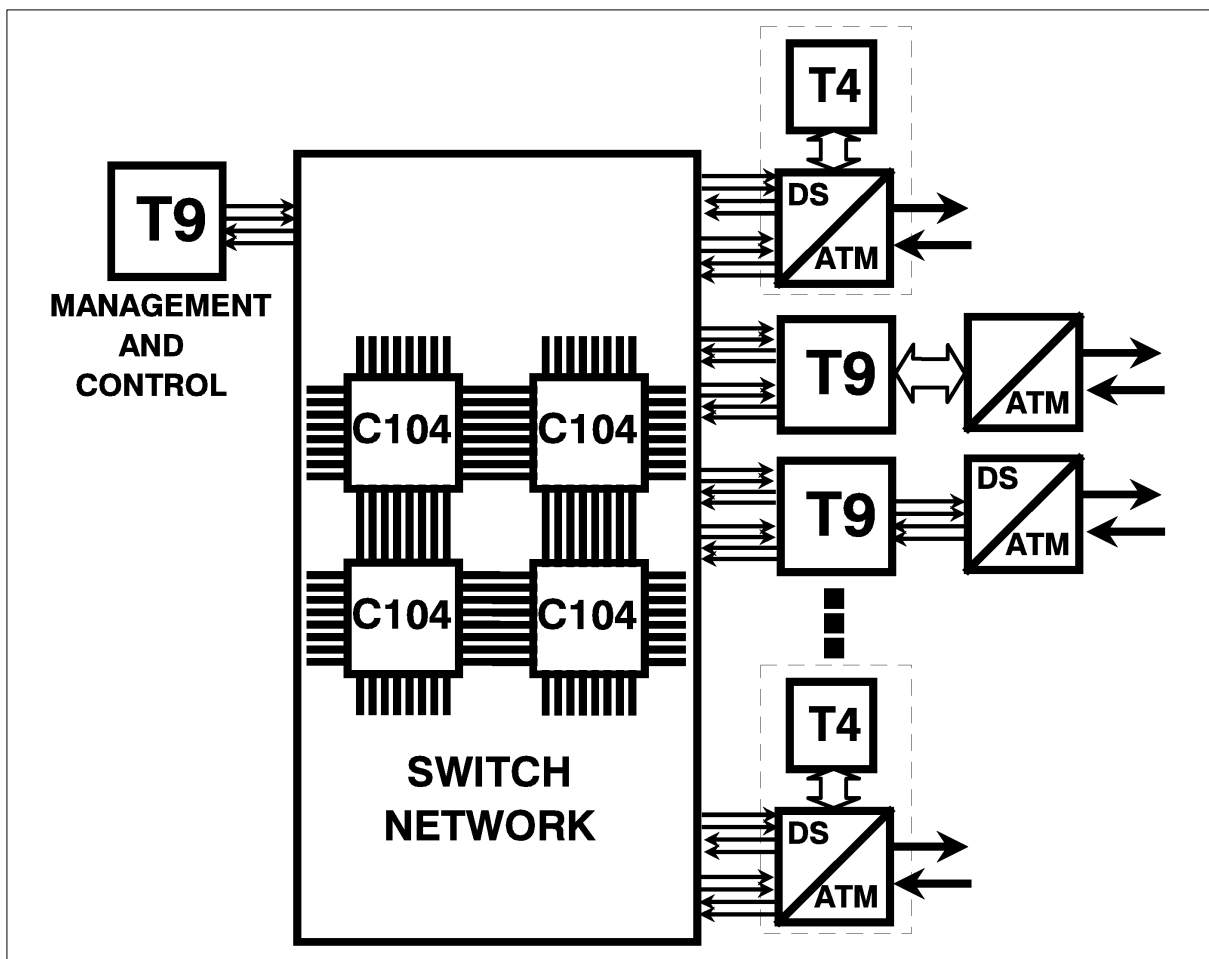 T9
MANAGEMENT
AND
CONTROL
C104
C104
C104
C104
SWITCH
NETWORK
T4
DS
ATM
T9
ATM
T9
DS
ATM
T4
DS
ATM